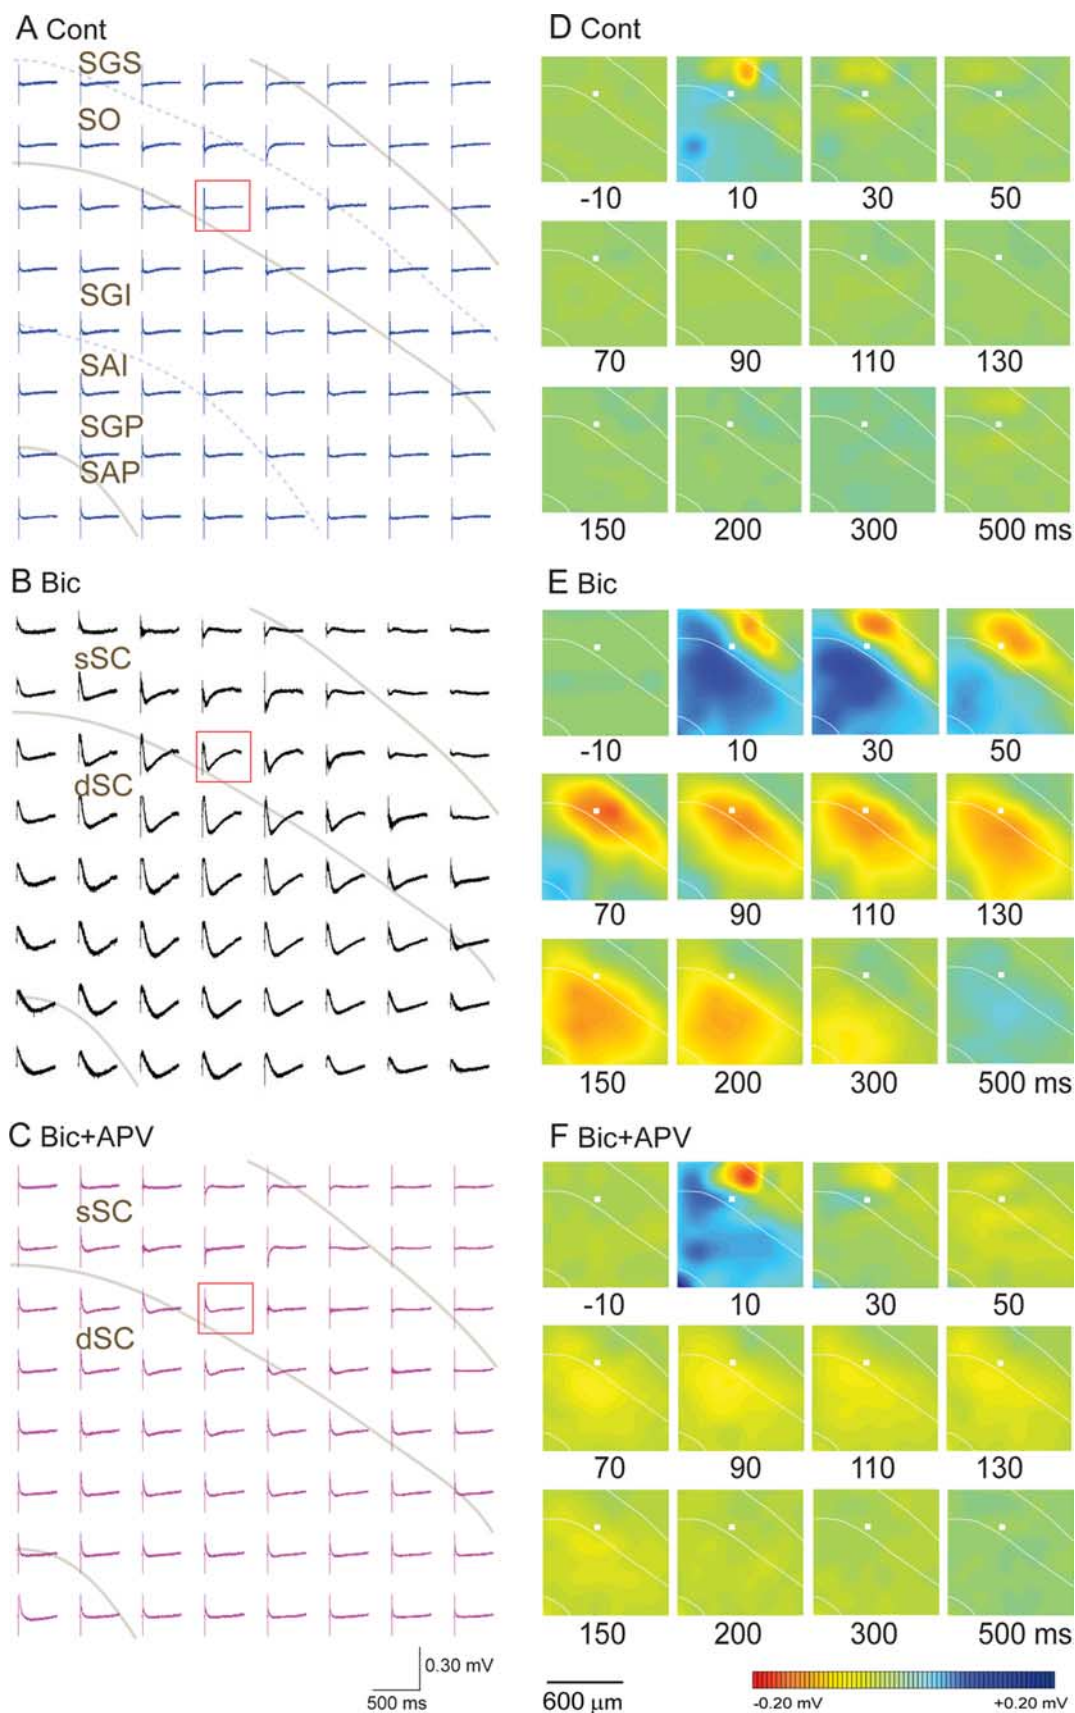 A Cont
SGS
SO
SGI
SAI
SGP
SAP
B Bic
sSC
dSC
C Bic+APV
sSC
dSC
0.30 mV
500 ms
D Cont
-10 10 30 50
70 90 110 130
150 200 300 500 ms
E Bic
-10 10 30 50
70 90 110 130
150 200 300 500 ms
F Bic+APV
-10 10 30 50
70 90 110 130
150 200 300 500 ms
600 μm
-0.20 mV +0.20 mV